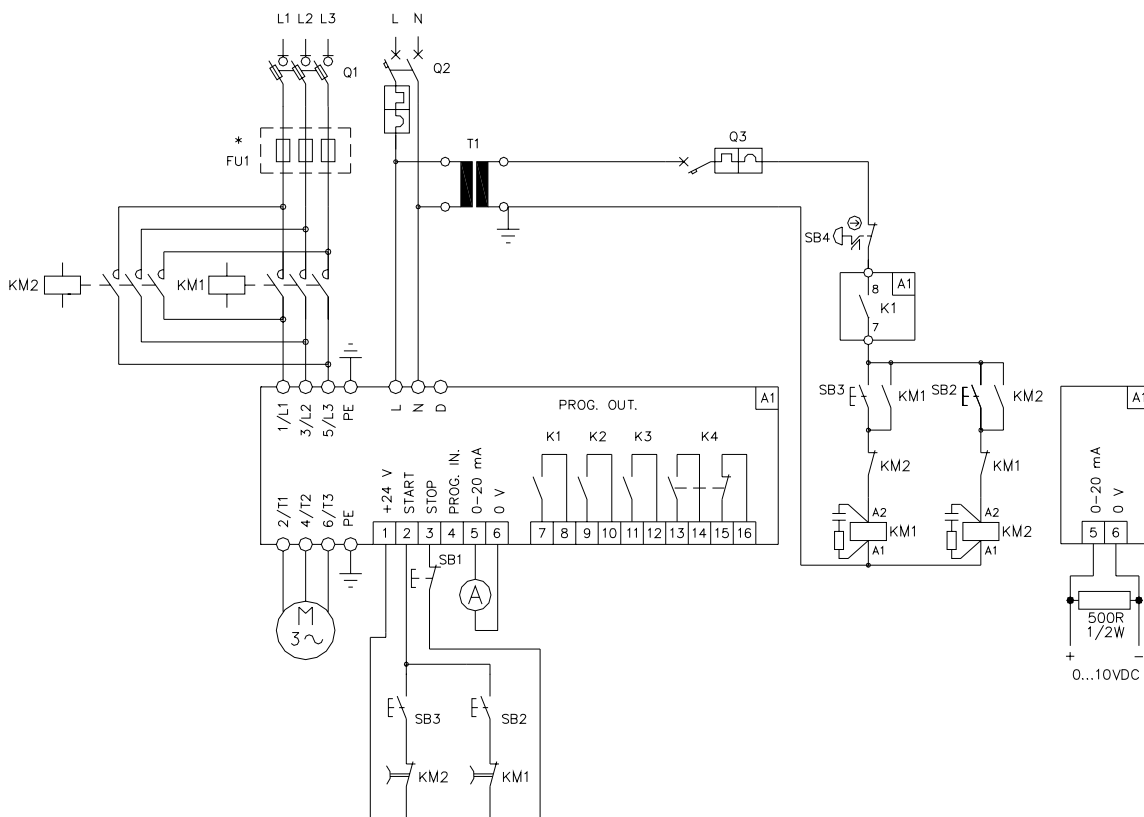 L1 L2 L3
L N
Q1
Q2
*
FU1
T1
Q3
SB4
KM2
KM1
8
A1
K1
7
1/L1
3/L2
5/L3
PE
L
N
D
PROG. OUT.
A1
SB3
KM1
SB2
KM2
A1
K1
K2
K3
K4
KM2
KM1
2/T1
4/T2
6/T3
PE
+24 V
START
STOP
PROG. IN.
0-20 mA
0 V
0-20 mA
0 V
1 2 3 4 5 6
7 8 9 10 11 12 13 14 15 16
A2
KM1
A1
A2
KM2
A1
5 6
SB1
A
M
3~
500R
1/2W
+ −
0...10VDC
SB3
SB2
KM2
KM1